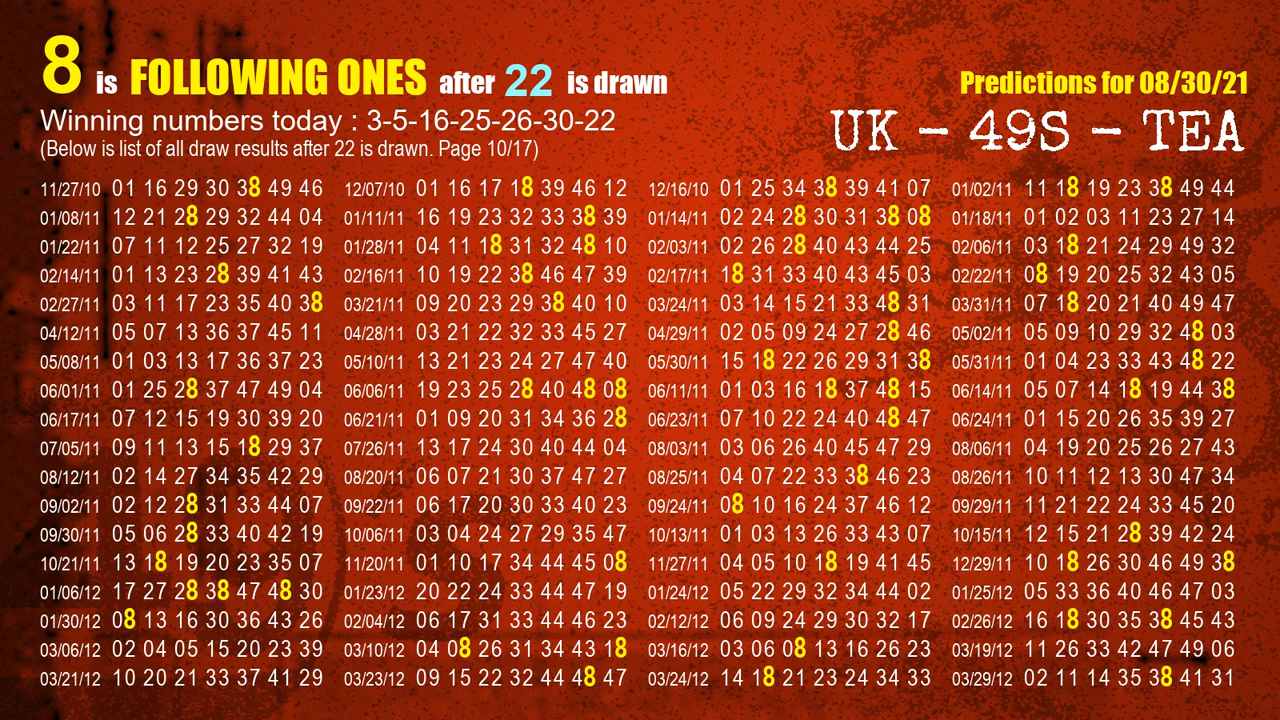 8 is FOLLOWING ONES after 22 is drawn
Predictions for 08/30/21
Winning numbers today : 3-5-16-25-26-30-22
UK - 49S - TEA
(Below is list of all draw results after 22 is drawn. Page 10/17)
11/27/10 01 16 29 30 38 49 46 12/07/10 01 16 17 18 39 46 12 12/16/10 01 25 34 38 39 41 07 01/02/11 11 18 19 23 38 49 44
01/08/11 12 21 28 29 32 44 04 01/11/11 16 19 23 32 33 38 39 01/14/11 02 24 28 30 31 38 08 01/18/11 01 02 03 11 23 27 14
01/22/11 07 11 12 25 27 32 19 01/28/11 04 11 18 31 32 48 10 02/03/11 02 26 28 40 43 44 25 02/06/11 03 18 21 24 29 49 32
02/14/11 01 13 23 28 39 41 43 02/16/11 10 19 22 38 46 47 39 02/17/11 18 31 33 40 43 45 03 02/22/11 08 19 20 25 32 43 05
02/27/11 03 11 17 23 35 40 38 03/21/11 09 20 23 29 38 40 10 03/24/11 03 14 15 21 33 48 31 03/31/11 07 18 20 21 40 49 47
04/12/11 05 07 13 36 37 45 11 04/28/11 03 21 22 32 33 45 27 04/29/11 02 05 09 24 27 28 46 05/02/11 05 09 10 29 32 48 03
05/08/11 01 03 13 17 36 37 23 05/10/11 13 21 23 24 27 47 40 05/30/11 15 18 22 26 29 31 38 05/31/11 01 04 23 33 43 48 22
06/01/11 01 25 28 37 47 49 04 06/06/11 19 23 25 28 40 48 08 06/11/11 01 03 16 18 37 48 15 06/14/11 05 07 14 18 19 44 38
06/17/11 07 12 15 19 30 39 20 06/21/11 01 09 20 31 34 36 28 06/23/11 07 10 22 24 40 48 47 06/24/11 01 15 20 26 35 39 27
07/05/11 09 11 13 15 18 29 37 07/26/11 13 17 24 30 40 44 04 08/03/11 03 06 26 40 45 47 29 08/06/11 04 19 20 25 26 27 43
08/12/11 02 14 27 34 35 42 29 08/20/11 06 07 21 30 37 47 27 08/25/11 04 07 22 33 38 46 23 08/26/11 10 11 12 13 30 47 34
09/02/11 02 12 28 31 33 44 07 09/22/11 06 17 20 30 33 40 23 09/24/11 08 10 16 24 37 46 12 09/29/11 11 21 22 24 33 45 20
09/30/11 05 06 28 33 40 42 19 10/06/11 03 04 24 27 29 35 47 10/13/11 01 03 13 26 33 43 07 10/15/11 12 15 21 28 39 42 24
10/21/11 13 18 19 20 23 35 07 11/20/11 01 10 17 34 44 45 08 11/27/11 04 05 10 18 19 41 45 12/29/11 10 18 26 30 46 49 38
01/06/12 17 27 28 38 47 48 30 01/23/12 20 22 24 33 44 47 19 01/24/12 05 22 29 32 34 44 02 01/25/12 05 33 36 40 46 47 03
01/30/12 08 13 16 30 36 43 26 02/04/12 06 17 31 33 44 46 23 02/12/12 06 09 24 29 30 32 17 02/26/12 16 18 30 35 38 45 43
03/06/12 02 04 05 15 20 23 39 03/10/12 04 08 26 31 34 43 18 03/16/12 03 06 08 13 16 26 23 03/19/12 11 26 33 42 47 49 06
03/21/12 10 20 21 33 37 41 29 03/23/12 09 15 22 32 44 48 47 03/24/12 14 18 21 23 24 34 33 03/29/12 02 11 14 35 38 41 31